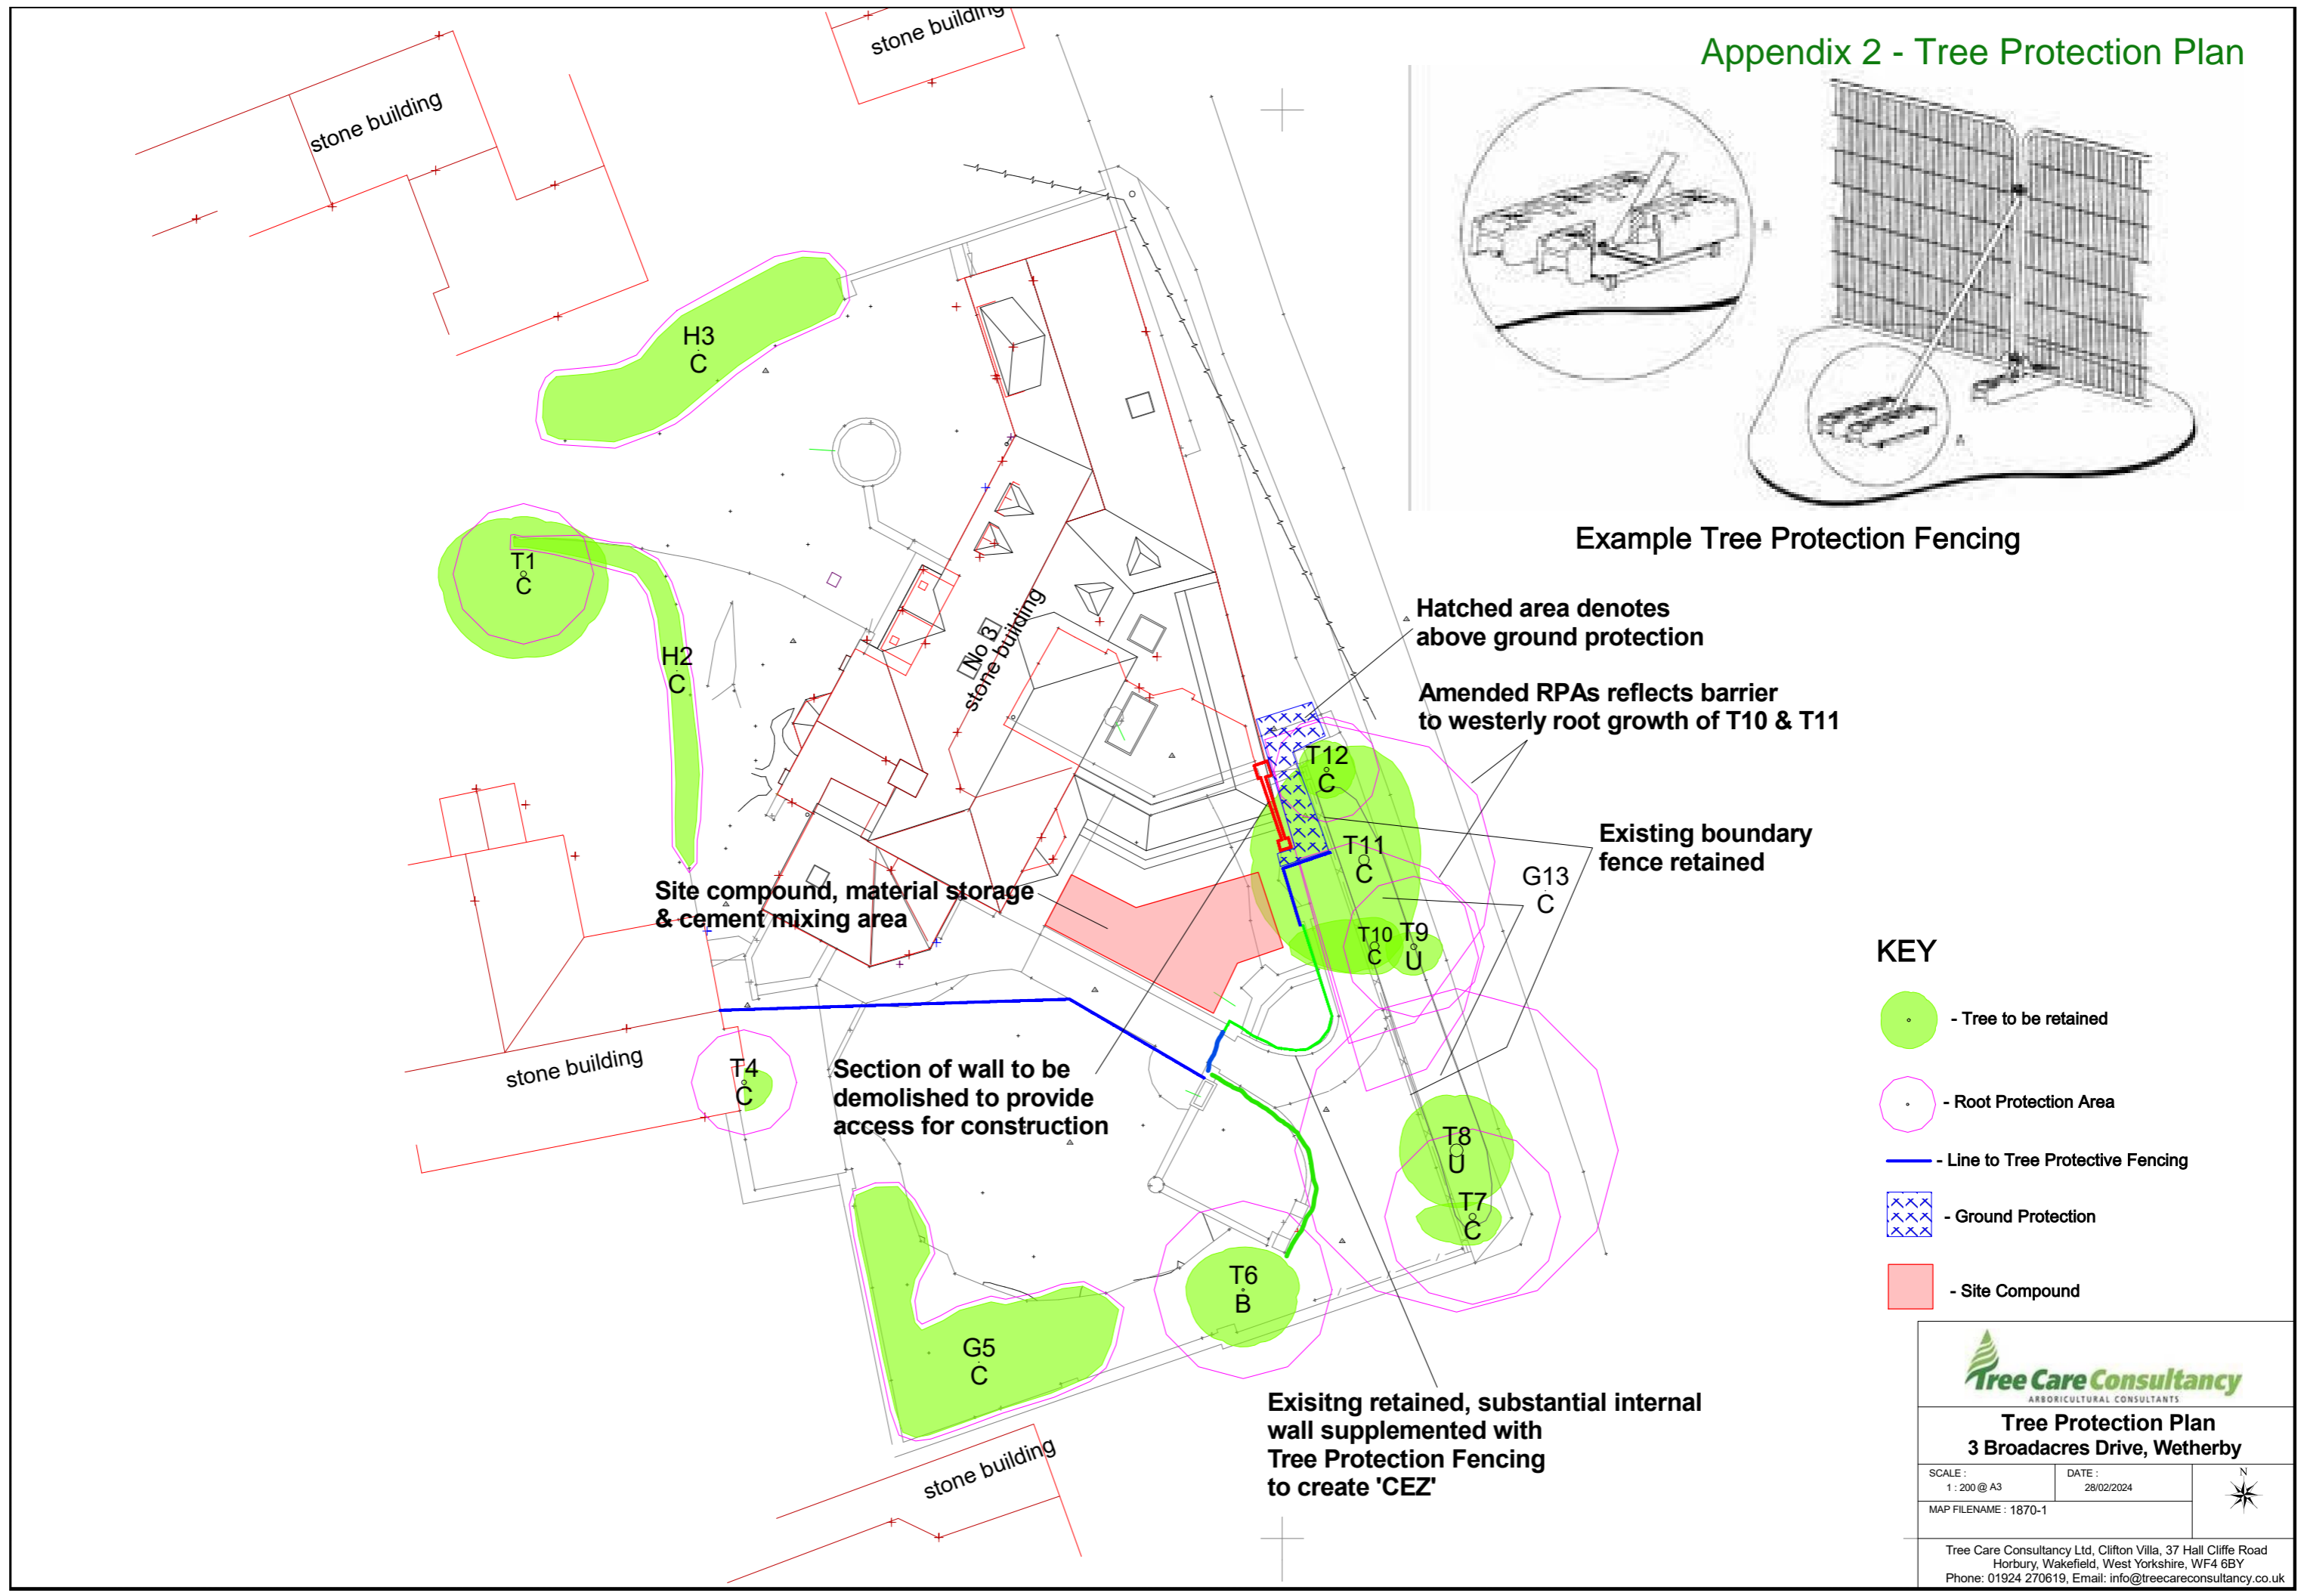 Appendix 2 - Tree Protection Plan
stone building
stone building
Example Tree Protection Fencing
H3
C
T1
C
H2
C
No 3
stone building
Hatched area denotes
above ground protection
Amended RPAs reflects barrier
to westerly root growth of T10 & T11
T12
C
T11
C
Existing boundary
fence retained
G13
C
T10
C
T9
U
Site compound, material storage
& cement mixing area
stone building
T4
C
Section of wall to be
demolished to provide
access for construction
T8
U
T7
C
T6
B
G5
C
stone building
Exisitng retained, substantial internal
wall supplemented with
Tree Protection Fencing
to create 'CEZ'
KEY
- Tree to be retained
- Root Protection Area
- Line to Tree Protective Fencing
- Ground Protection
- Site Compound
Tree Care Consultancy
ARBORICULTURAL CONSULTANTS
Tree Protection Plan
3 Broadacres Drive, Wetherby
SCALE :
1 : 200 @ A3
DATE :
28/02/2024
N
MAP FILENAME : 1870-1
Tree Care Consultancy Ltd, Clifton Villa, 37 Hall Cliffe Road
Horbury, Wakefield, West Yorkshire, WF4 6BY
Phone: 01924 270619, Email: info@treecareconsultancy.co.uk